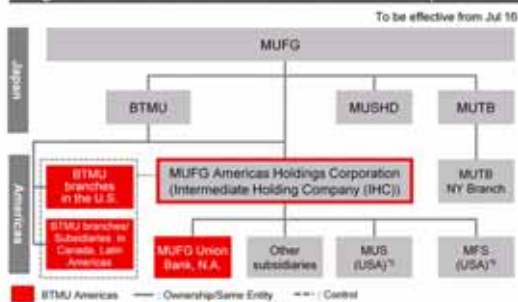 To be effective from Jul 16
MUFG
Japan
BTMU
MUSHD
MUTB
Americas
BTMU
branches
in the U.S.
MUFG Americas Holdings Corporation
(Intermediate Holding Company (IHC))
MUTB
NY Branch
BTMU branches/
Subsidiaries in
Canada, Latin
Americas
MUFG Union
Bank, N.A.
Other
subsidiaries
MUS
(USA)
MFS
(USA)
: BTMU Americas
: Ownership/Same Entity
: Control